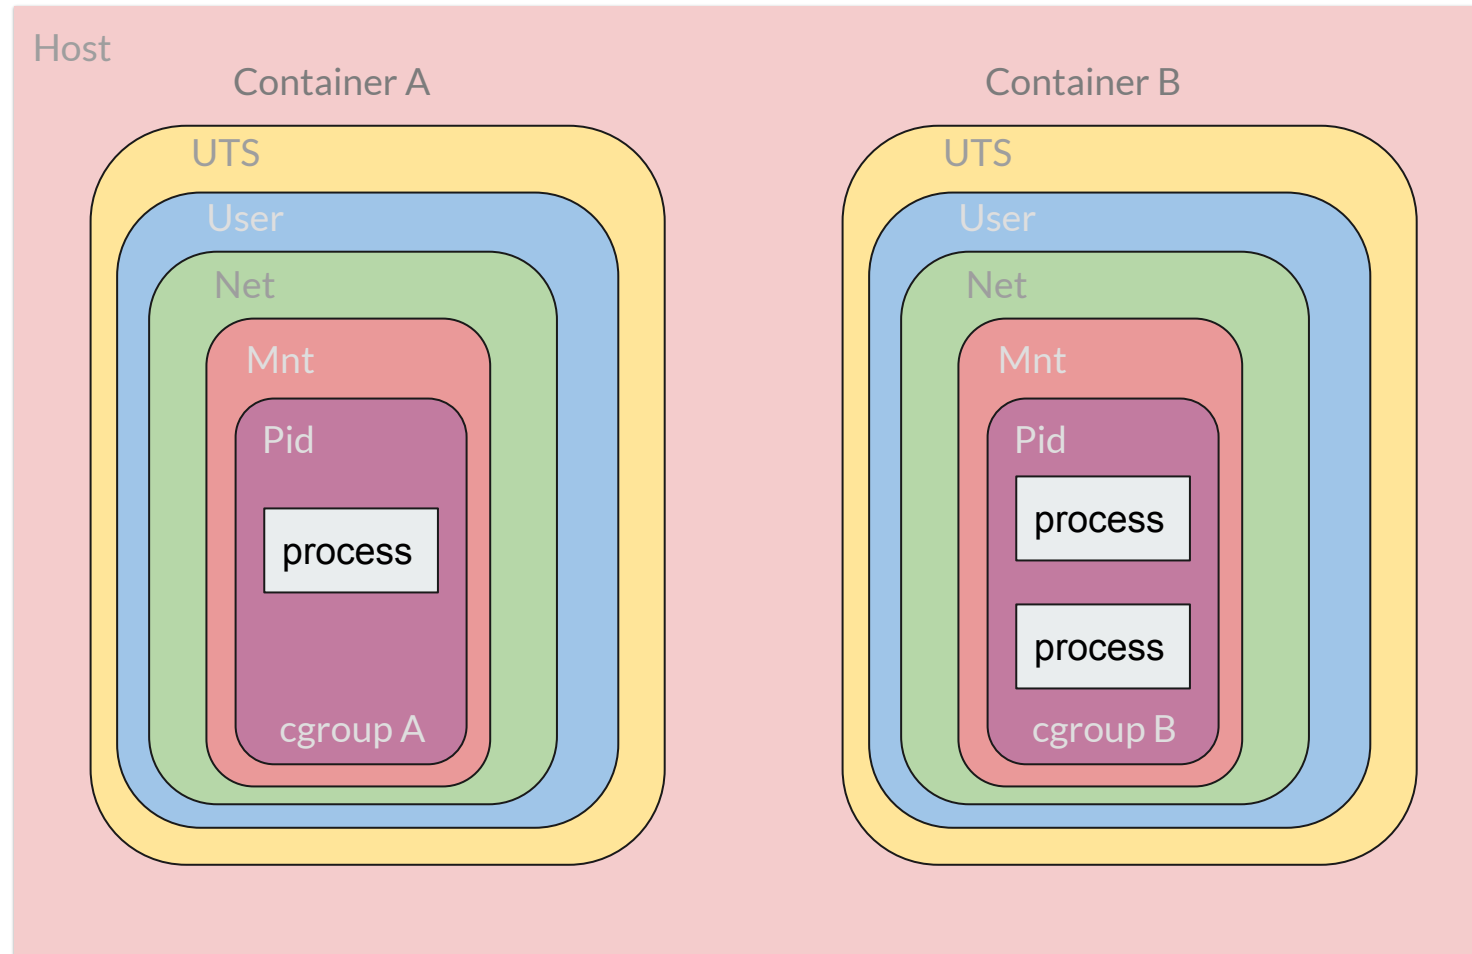 Host
Container A
UTS
User
Net
Mnt
Pid
process
cgroup A
Container B
UTS
User
Net
Mnt
Pid
process
process
cgroup B